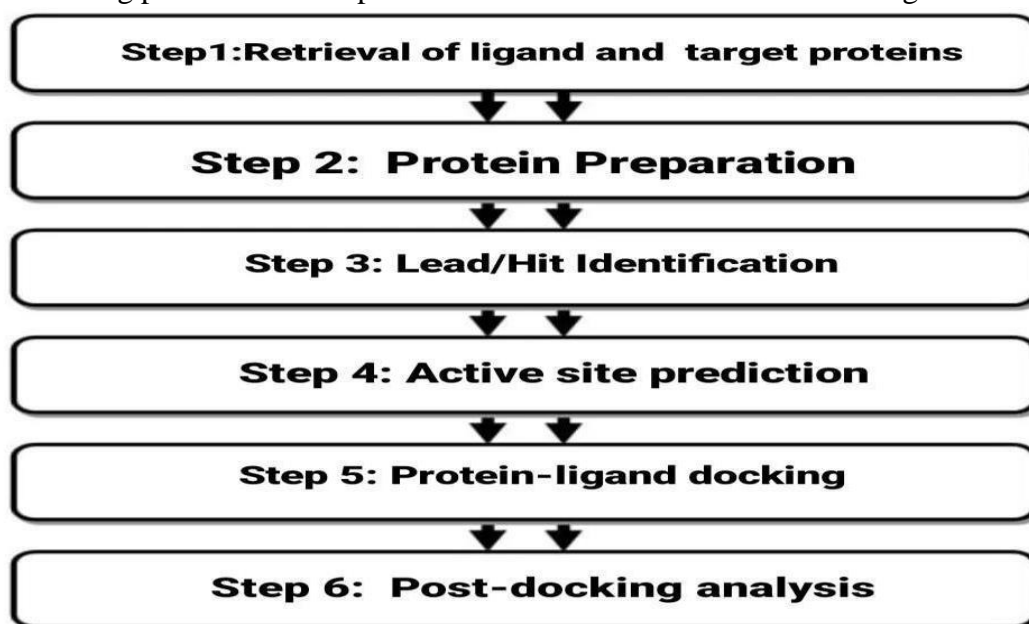 Step1:Retrieval of ligand and target proteins
Step 2: Protein Preparation
Step 3: Lead/Hit Identification
Step 4: Active site prediction
Step 5: Protein-ligand docking
Step 6: Post-docking analysis